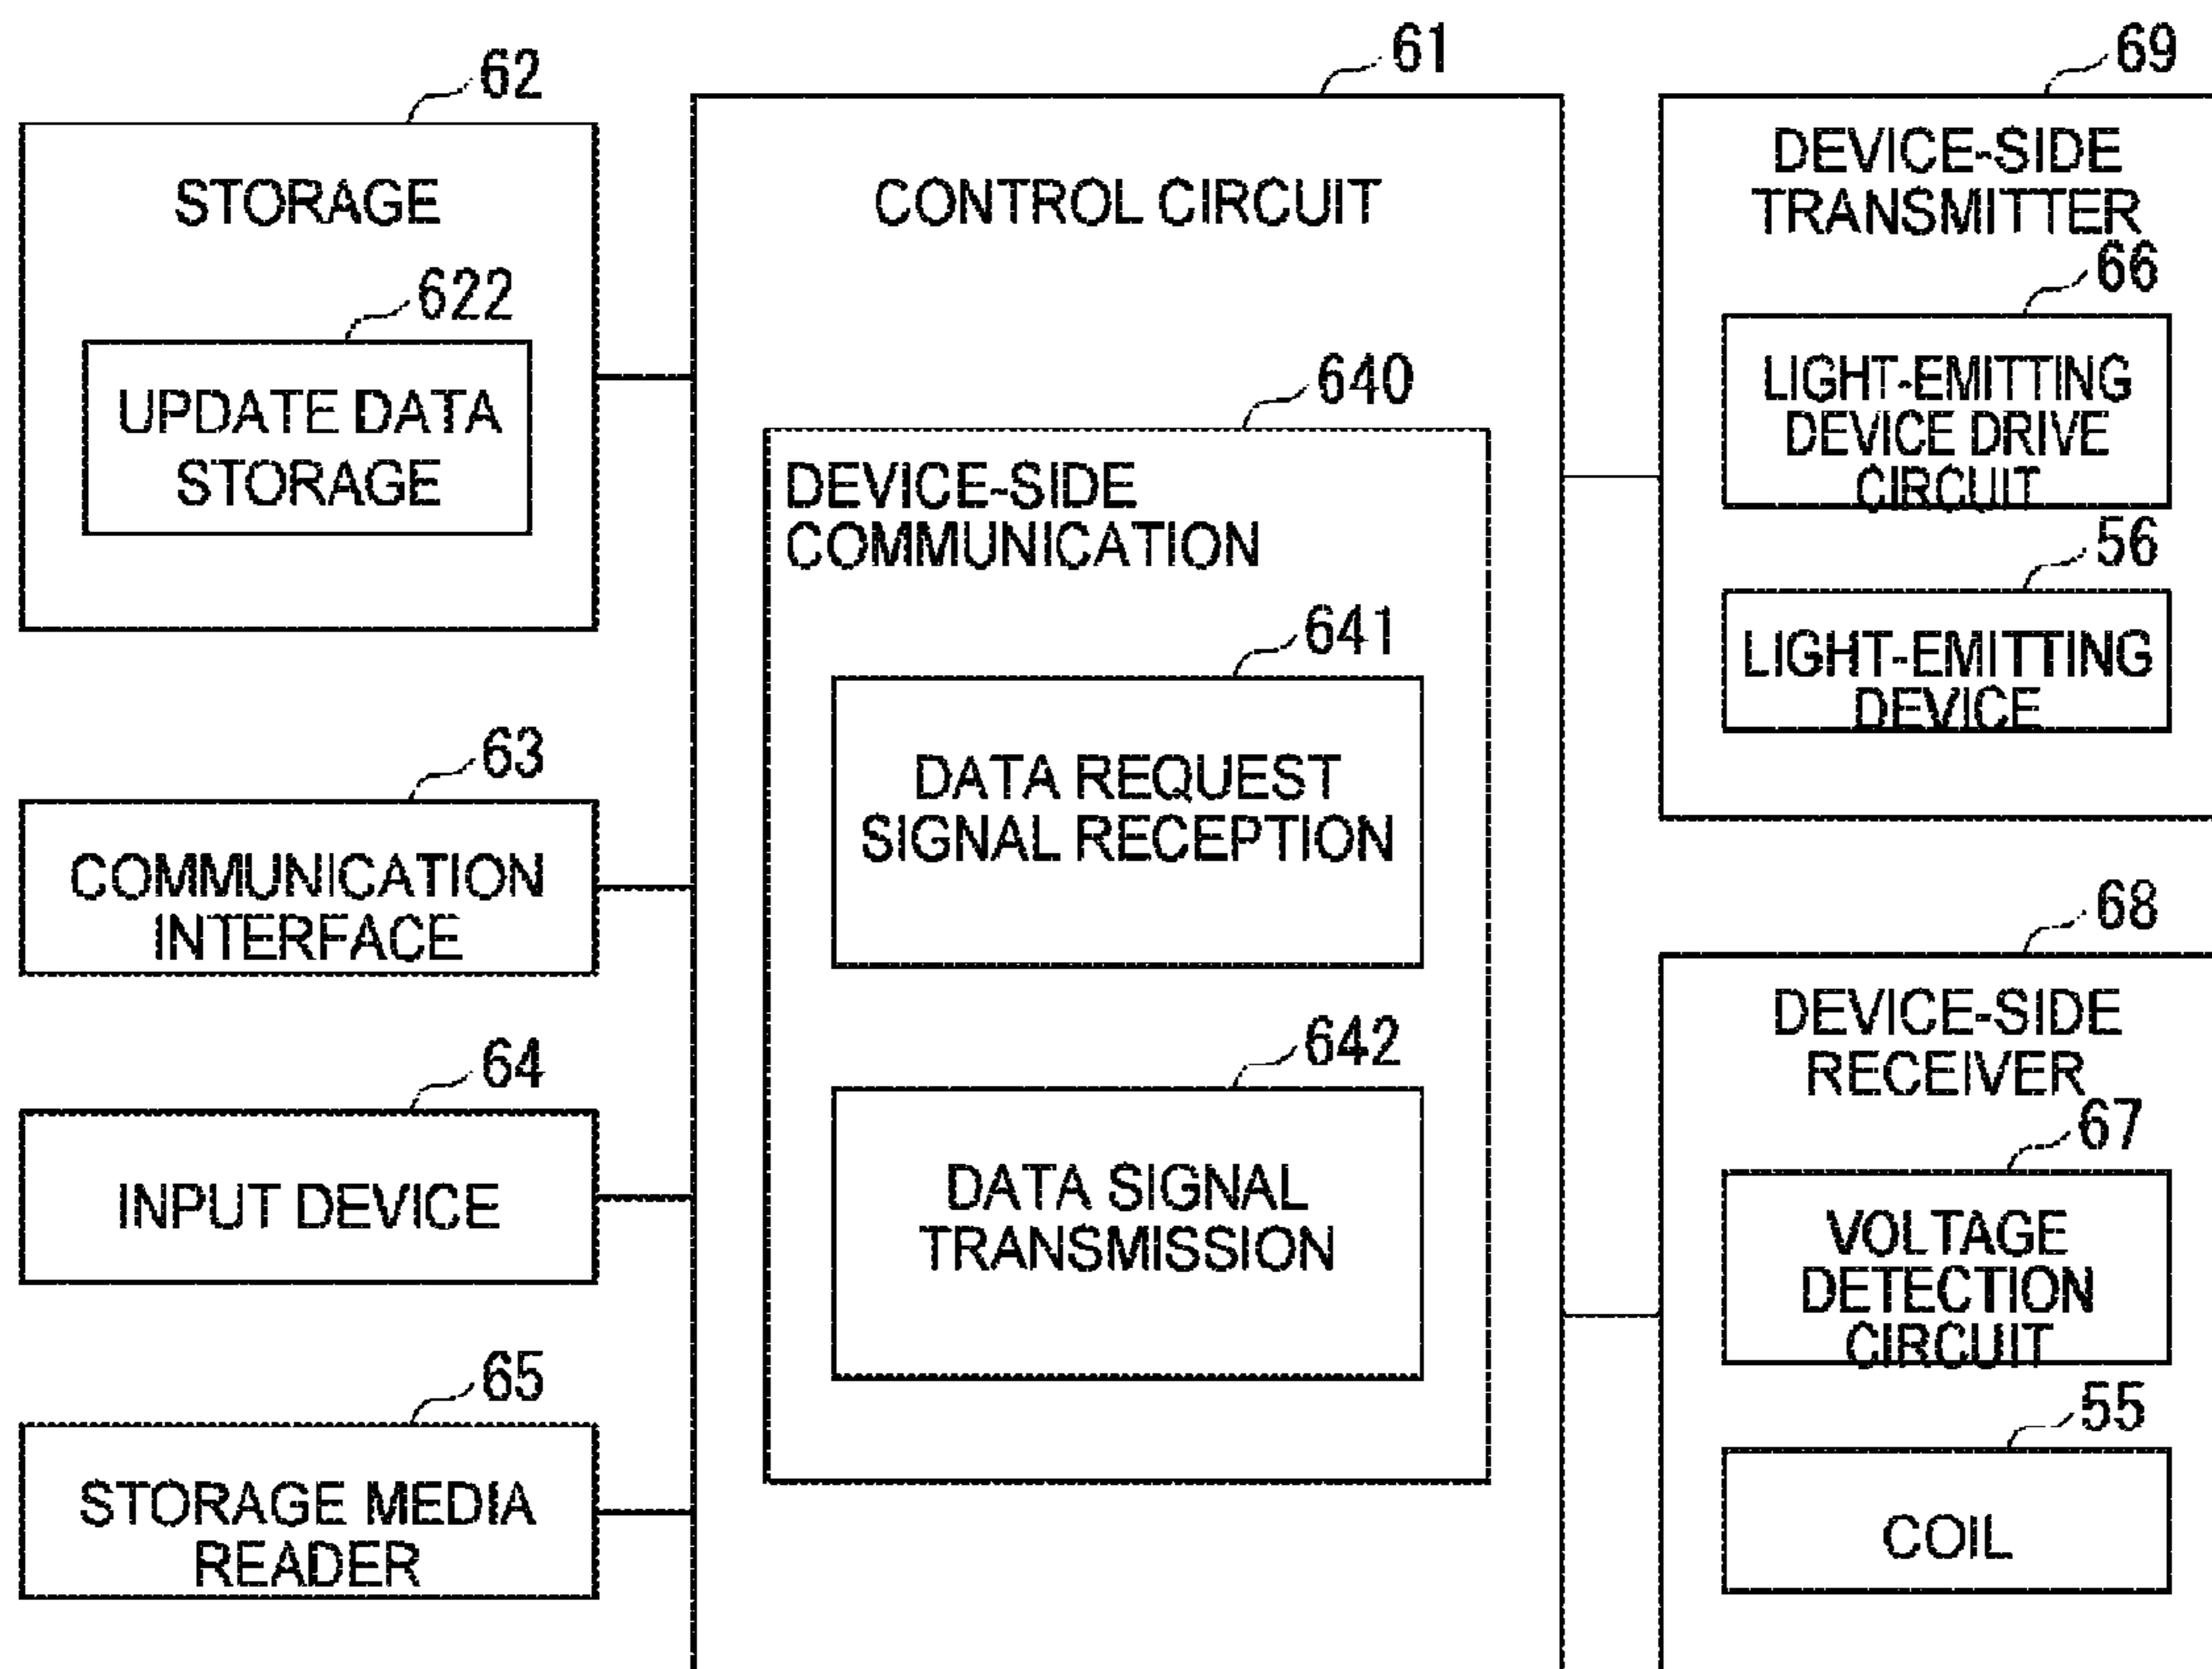 62
STORAGE
622
UPDATE DATA
STORAGE
63
COMMUNICATION
INTERFACE
64
INPUT DEVICE
65
STORAGE MEDIA
READER
61
CONTROL CIRCUIT
640
DEVICE-SIDE
COMMUNICATION
641
DATA REQUEST
SIGNAL RECEPTION
642
DATA SIGNAL
TRANSMISSION
69
DEVICE-SIDE
TRANSMITTER
66
LIGHT-EMITTING
DEVICE DRIVE
CIRCUIT
56
LIGHT-EMITTING
DEVICE
68
DEVICE-SIDE
RECEIVER
67
VOLTAGE
DETECTION
CIRCUIT
55
COIL